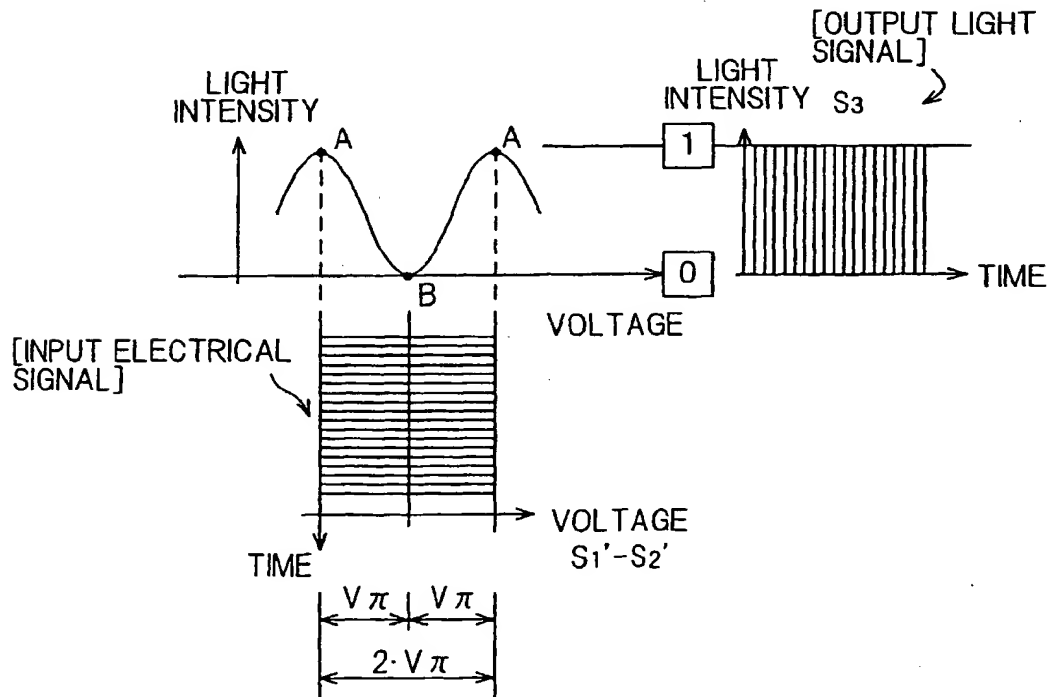 [OUTPUT LIGHT
SIGNAL]
LIGHT
INTENSITY
LIGHT
INTENSITY
S3
A
A
1
0
B
TIME
VOLTAGE
[INPUT ELECTRICAL
SIGNAL]
VOLTAGE
S1'-S2'
TIME
Vπ
Vπ
2·Vπ